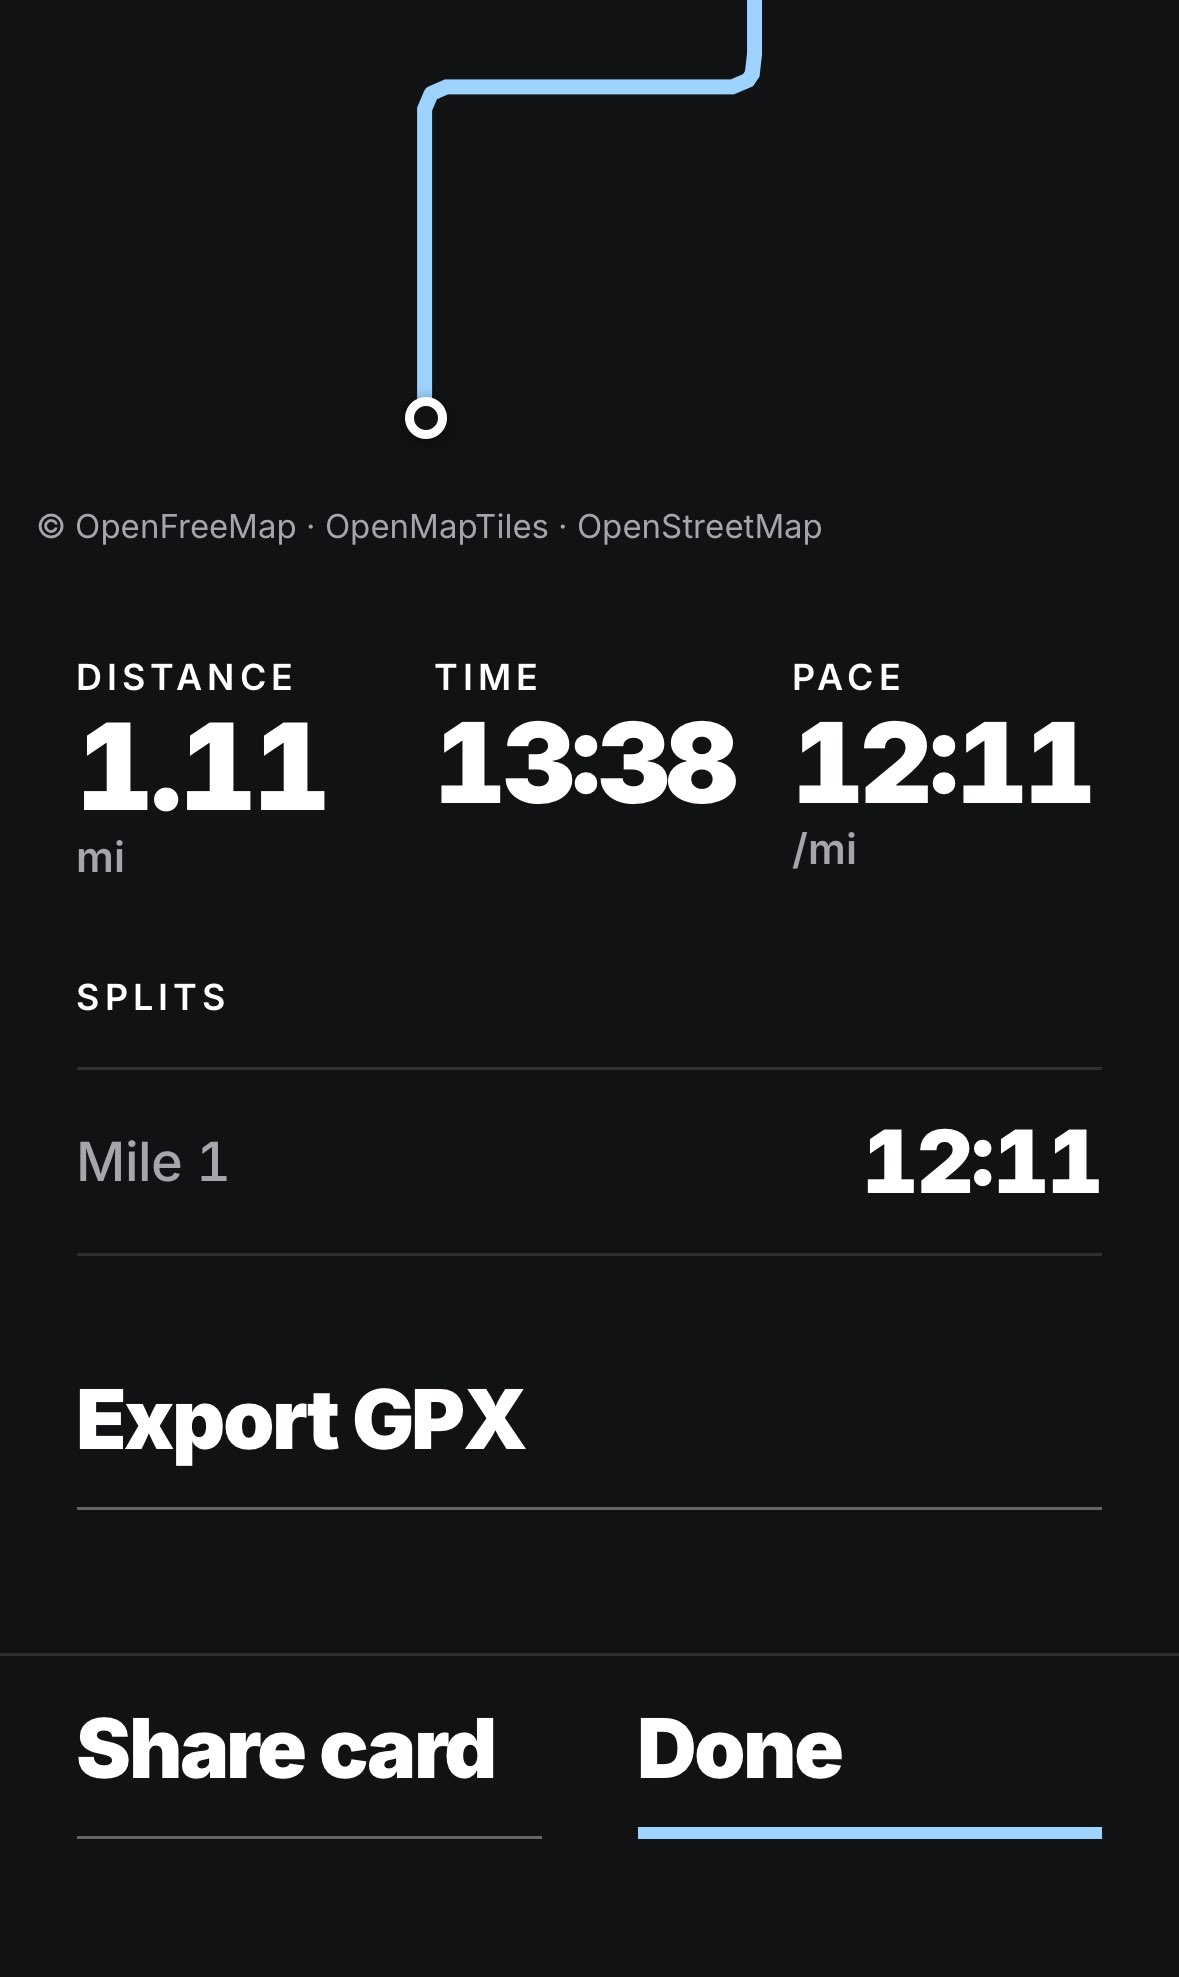 © OpenFreeMap · OpenMapTiles · OpenStreetMap
DISTANCE TIME PACE
1.11 13:38 12:11
mi /mi
SPLITS
Mile 1 12:11
Export GPX
Share card Done